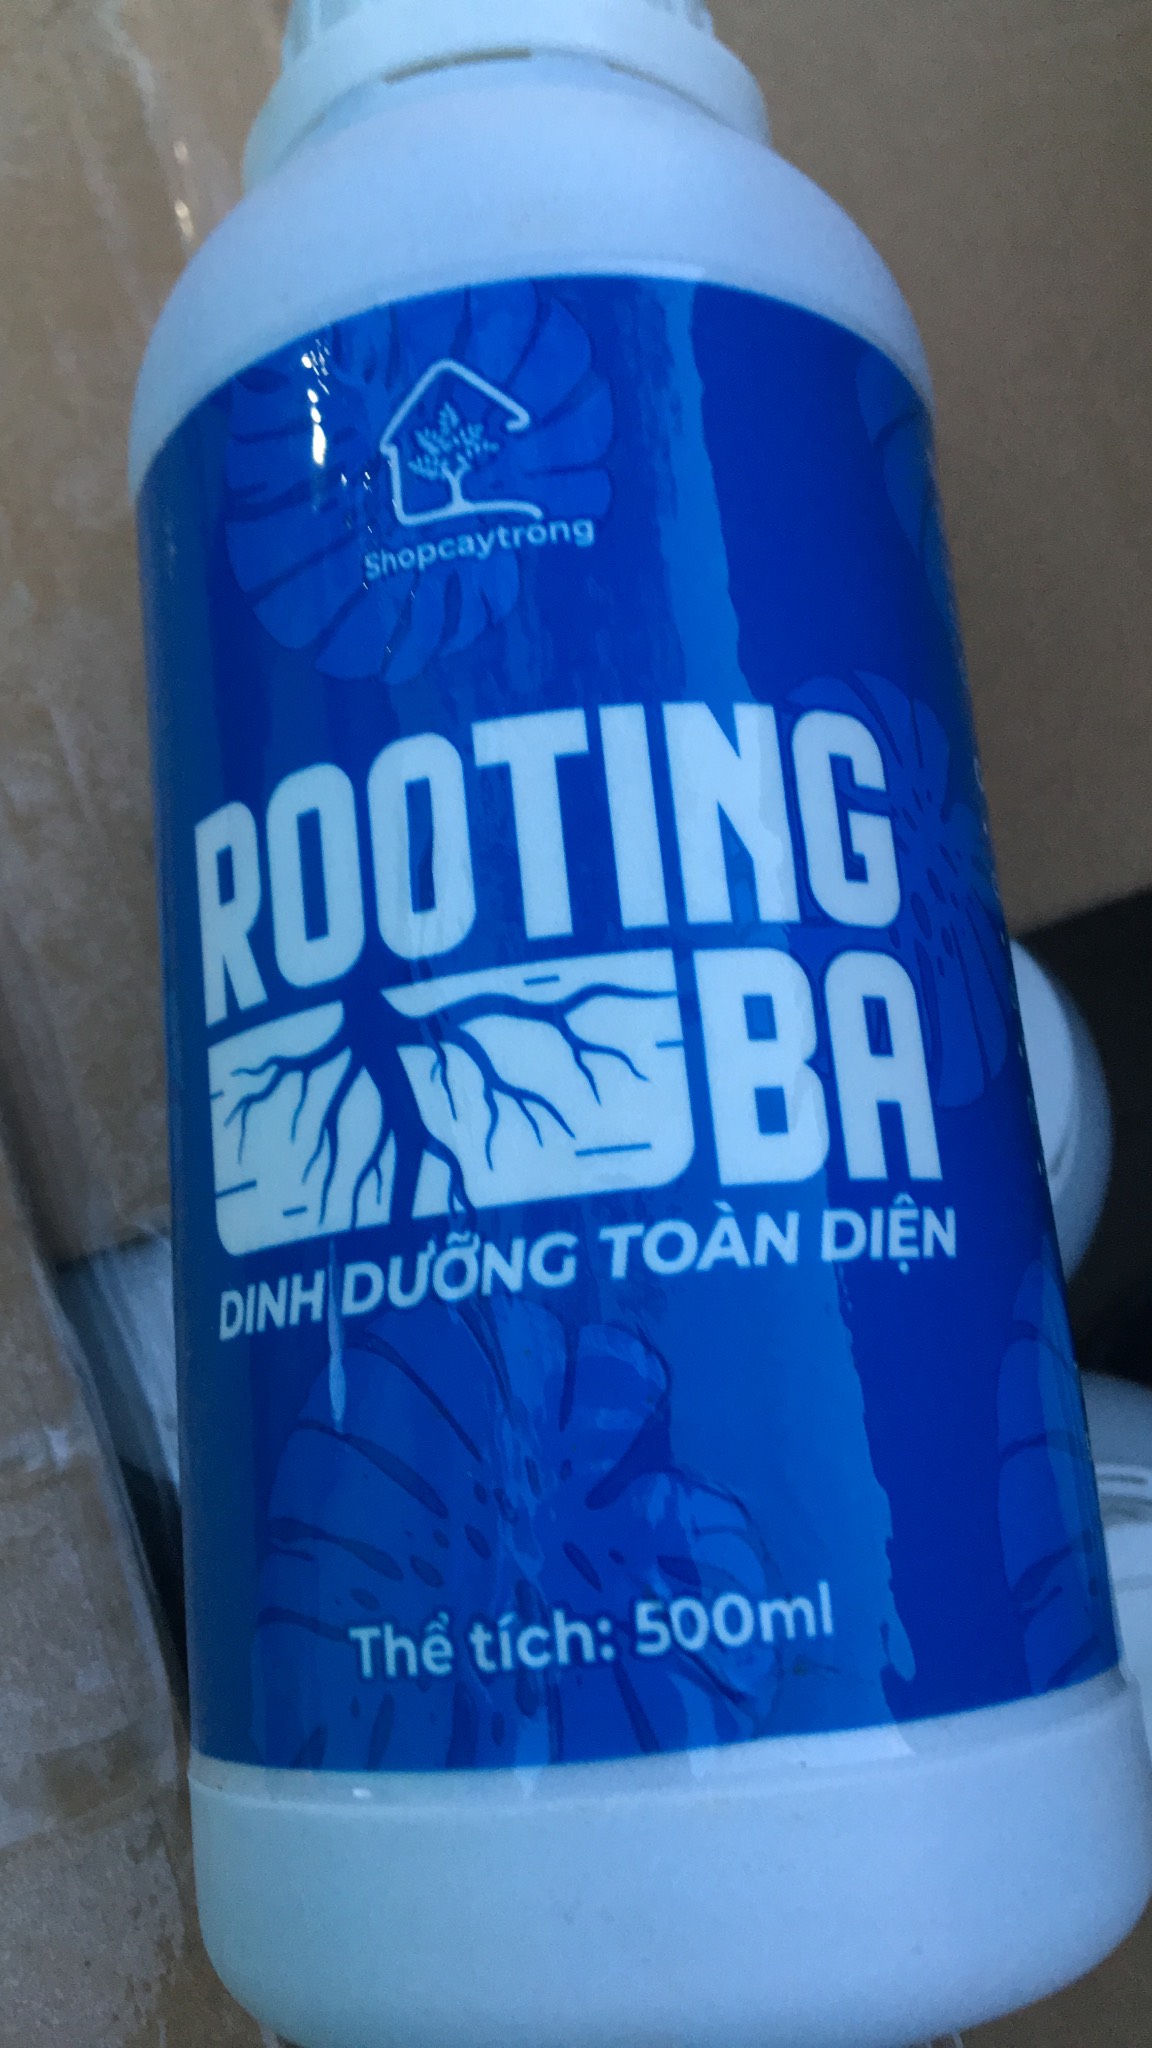 Shopcaytrong
ROOTING
BA
DINH DƯỠNG TOÀN DIỆN
Thể tích: 500ml